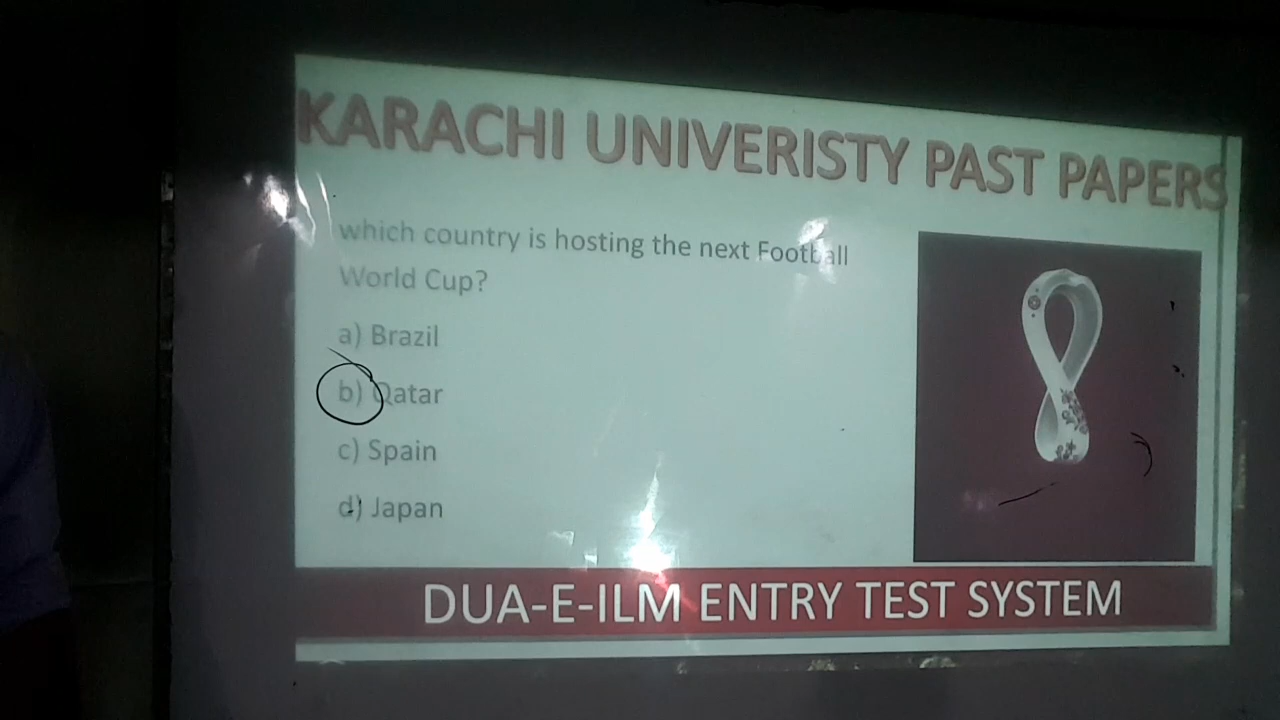 KARACHI UNIVERISTY PAST PAPERS
which country is hosting the next Football
World Cup?
a) Brazil
b) Qatar
c) Spain
d) Japan
DUA-E-ILM ENTRY TEST SYSTEM